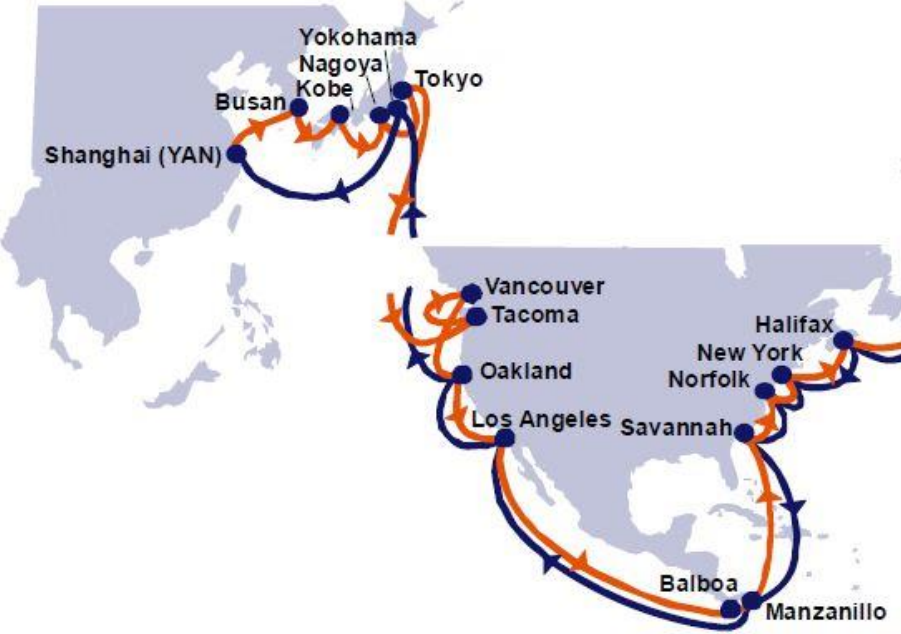 Yokohama
Nagoya
Kobe
Tokyo
Busan
Shanghai (YAN)
Vancouver
Tacoma
Halifax
New York
Oakland
Norfolk
Los Angeles
Savannah
Balboa
Manzanillo